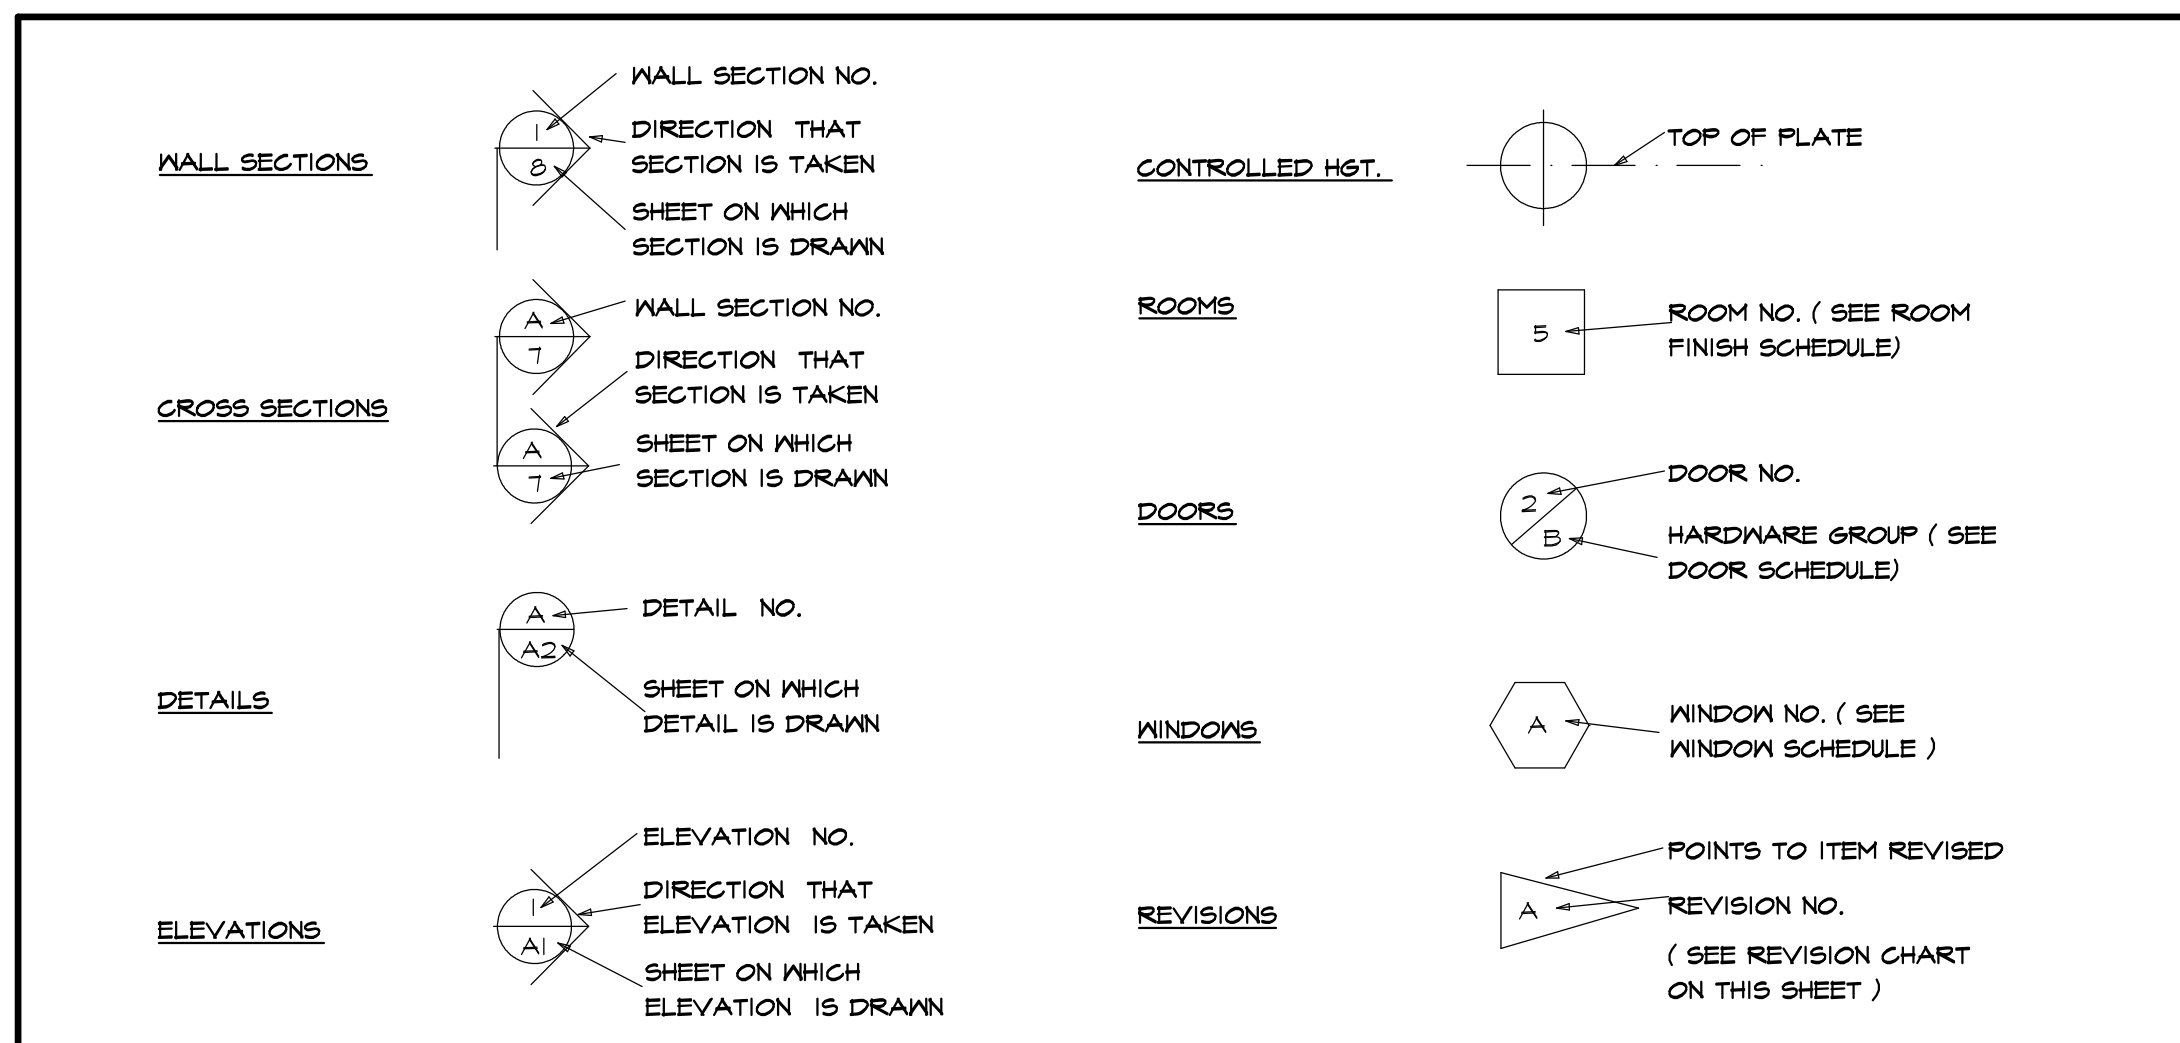 WALL SECTIONS
1
8
WALL SECTION NO.
DIRECTION THAT
SECTION IS TAKEN
SHEET ON WHICH
SECTION IS DRAWN
CROSS SECTIONS
A
7
A
7
WALL SECTION NO.
DIRECTION THAT
SECTION IS TAKEN
SHEET ON WHICH
SECTION IS DRAWN
DETAILS
A
A2
DETAIL NO.
SHEET ON WHICH
DETAIL IS DRAWN
ELEVATIONS
1
A1
ELEVATION NO.
DIRECTION THAT
ELEVATION IS TAKEN
SHEET ON WHICH
ELEVATION IS DRAWN
CONTROLLED HGT.
TOP OF PLATE
ROOMS
5
ROOM NO. ( SEE ROOM
FINISH SCHEDULE)
DOORS
2
B
DOOR NO.
HARDWARE GROUP ( SEE
DOOR SCHEDULE)
WINDOWS
A
WINDOW NO. ( SEE
WINDOW SCHEDULE )
REVISIONS
A
POINTS TO ITEM REVISED
REVISION NO.
( SEE REVISION CHART
ON THIS SHEET )